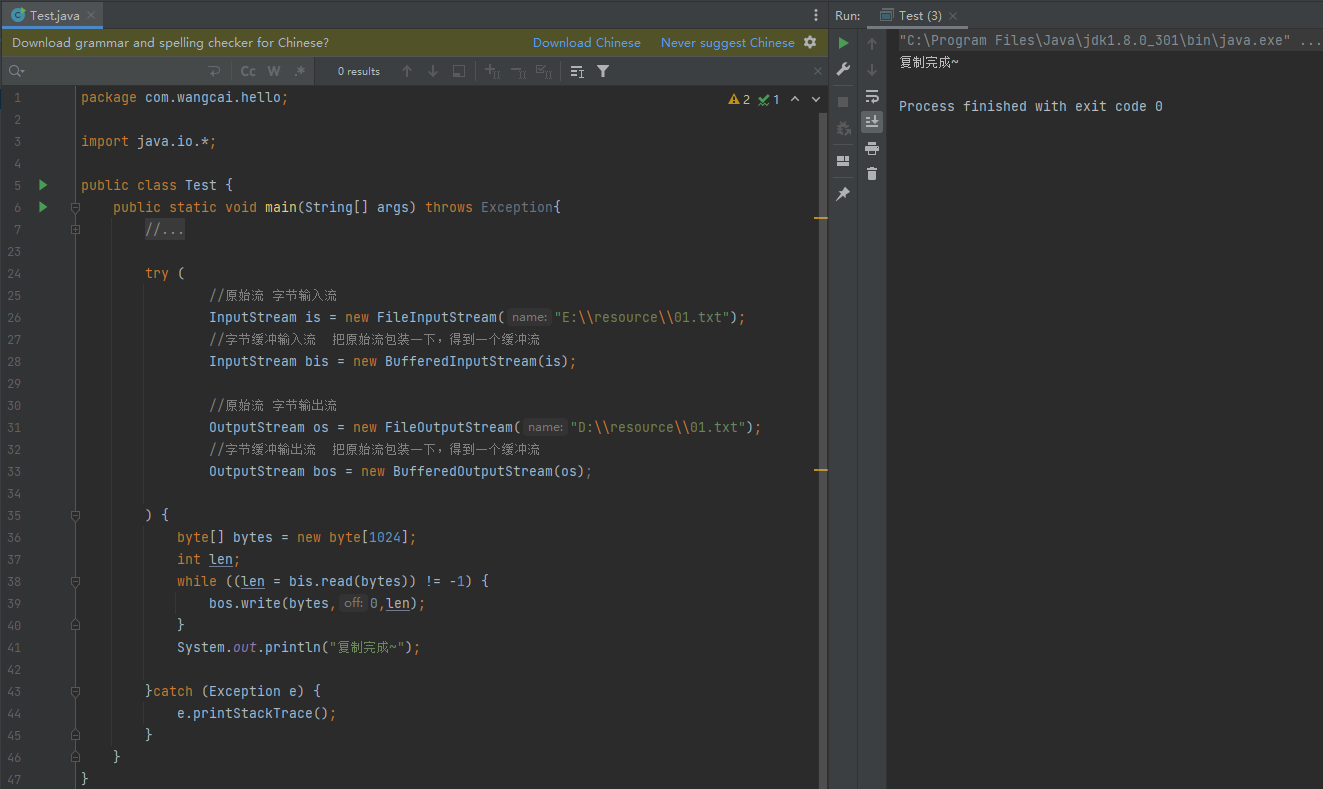 Test.java
Run: Test (3)
Download grammar and spelling checker for Chinese? Download Chinese Never suggest Chinese
Cc W .* 0 results
"C:\Program Files\Java\jdk1.8.0_301\bin\java.exe" ...
复制完成~
Process finished with exit code 0
2 1
1 package com.wangcai.hello;
2
3 import java.io.*;
4
5 public class Test {
6 public static void main(String[] args) throws Exception{
7 //...
23
24 try (
25 //原始流 字节输入流
26 InputStream is = new FileInputStream( name: "E:\\resource\\01.txt");
27 //字节缓冲输入流  把原始流包装一下，得到一个缓冲流
28 InputStream bis = new BufferedInputStream(is);
29
30 //原始流 字节输出流
31 OutputStream os = new FileOutputStream( name: "D:\\resource\\01.txt");
32 //字节缓冲输出流  把原始流包装一下，得到一个缓冲流
33 OutputStream bos = new BufferedOutputStream(os);
34
35 ) {
36 byte[] bytes = new byte[1024];
37 int len;
38 while ((len = bis.read(bytes)) != -1) {
39 bos.write(bytes, off: 0,len);
40 }
41 System.out.println("复制完成~");
42
43 }catch (Exception e) {
44 e.printStackTrace();
45 }
46 }
47 }